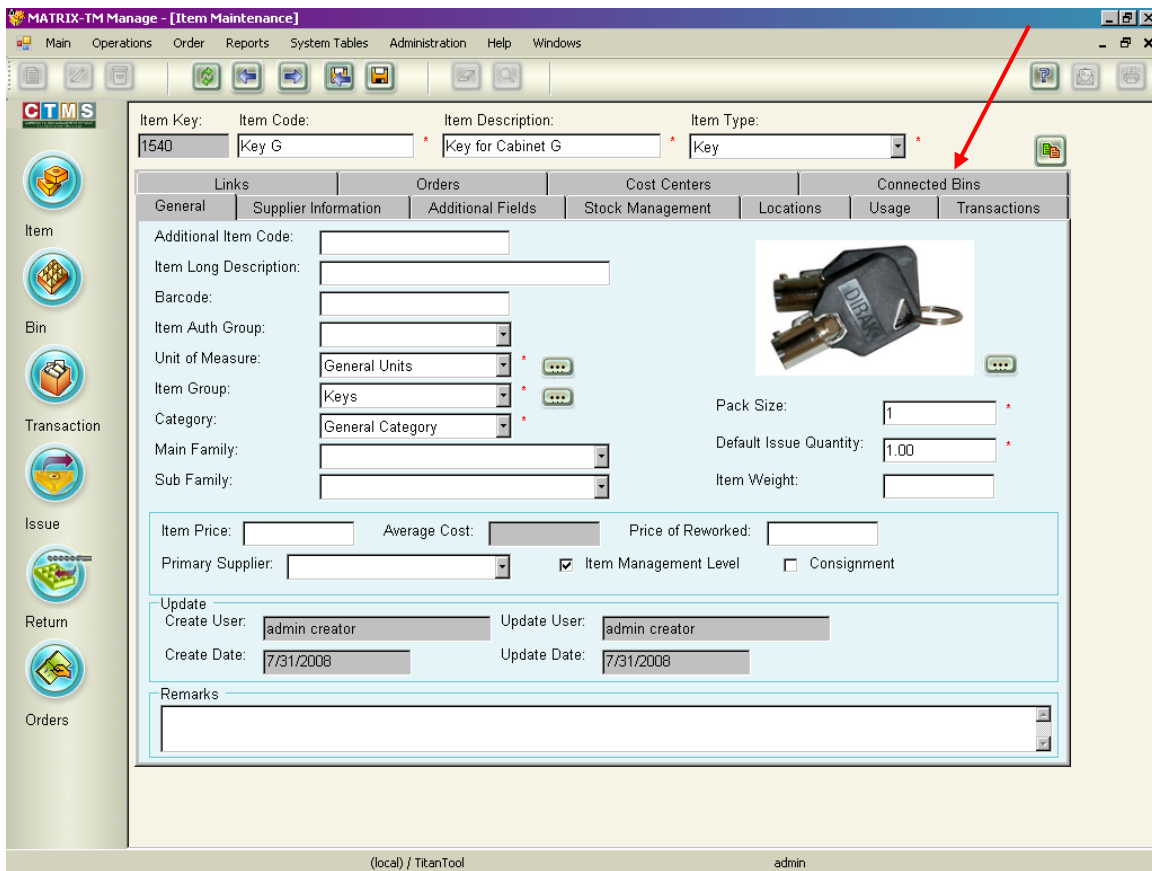 MATRIX-TM Manage - [Item Maintenance]
Main Operations Order Reports System Tables Administration Help Windows
CTMS
Item Key: Item Code: Item Description: Item Type:
1540 Key G * Key for Cabinet G * Key *
Links Orders Cost Centers Connected Bins
General Supplier Information Additional Fields Stock Management Locations Usage Transactions
Item
Bin
Transaction
Issue
Return
Orders
Additional Item Code:
Item Long Description:
Barcode:
Item Auth Group:
Unit of Measure: General Units *
Item Group: Keys *
Category: General Category *
Main Family:
Sub Family:
DIRAK
Pack Size: 1 *
Default Issue Quantity: 1.00 *
Item Weight:
Item Price: Average Cost: Price of Reworked:
Primary Supplier: Item Management Level Consignment
Update
Create User: admin creator Update User: admin creator
Create Date: 7/31/2008 Update Date: 7/31/2008
Remarks
(local) / TitanTool admin